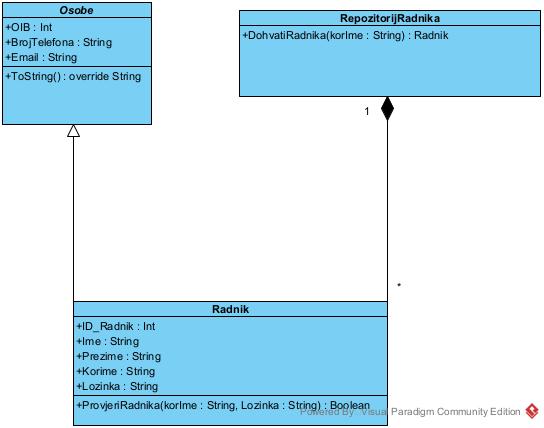 Osobe
+OIB : Int
+BrojTelefona : String
+Email : String
+ToString() : override String
RepozitorijRadnika
+DohvatiRadnika(korIme : String) : Radnik
1
*
Radnik
+ID_Radnik : Int
+Ime : String
+Prezime : String
+Korime : String
+Lozinka : String
+ProvjeriRadnika(korIme : String, Lozinka : String) : Boolean
Powered By Visual Paradigm Community Edition